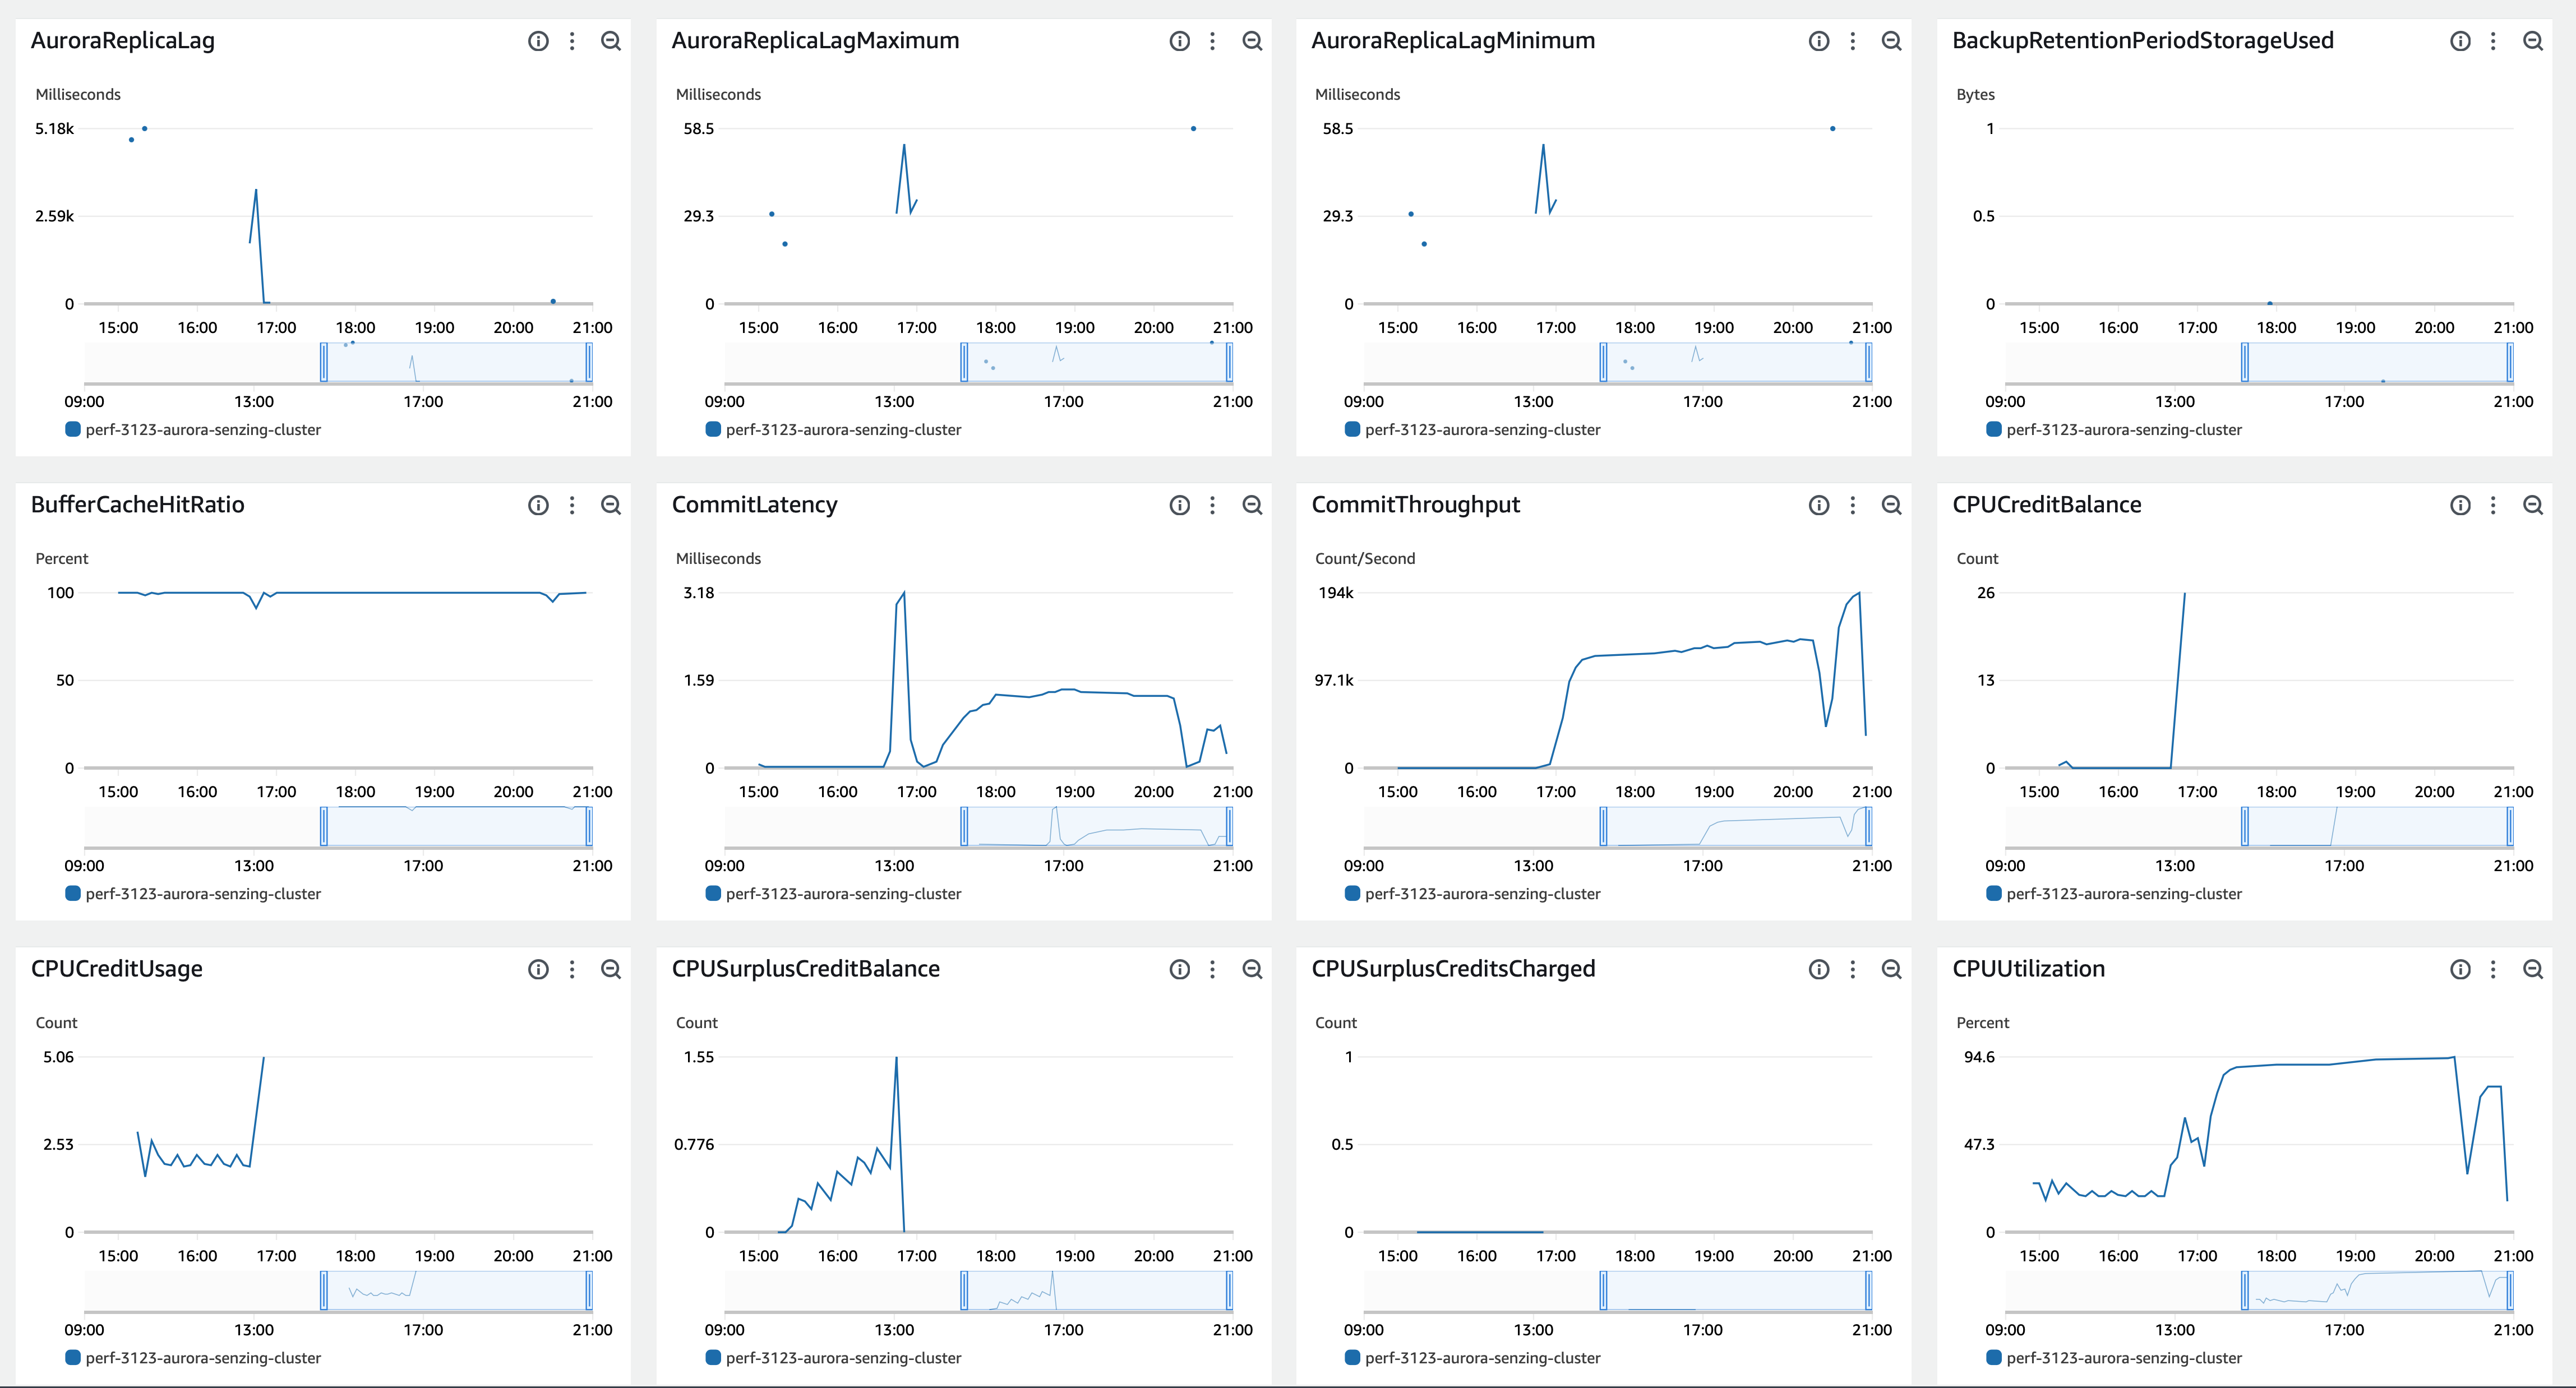 AuroraReplicaLag
Milliseconds
5.18k
2.59k
0
15:00 16:00 17:00 18:00 19:00 20:00 21:00
09:00 13:00 17:00 21:00
perf-3123-aurora-senzing-cluster
AuroraReplicaLagMaximum
Milliseconds
58.5
29.3
0
15:00 16:00 17:00 18:00 19:00 20:00 21:00
09:00 13:00 17:00 21:00
perf-3123-aurora-senzing-cluster
AuroraReplicaLagMinimum
Milliseconds
58.5
29.3
0
15:00 16:00 17:00 18:00 19:00 20:00 21:00
09:00 13:00 17:00 21:00
perf-3123-aurora-senzing-cluster
BackupRetentionPeriodStorageUsed
Bytes
1
0.5
0
15:00 16:00 17:00 18:00 19:00 20:00 21:00
09:00 13:00 17:00 21:00
perf-3123-aurora-senzing-cluster
BufferCacheHitRatio
Percent
100
50
0
15:00 16:00 17:00 18:00 19:00 20:00 21:00
09:00 13:00 17:00 21:00
perf-3123-aurora-senzing-cluster
CommitLatency
Milliseconds
3.18
1.59
0
15:00 16:00 17:00 18:00 19:00 20:00 21:00
09:00 13:00 17:00 21:00
perf-3123-aurora-senzing-cluster
CommitThroughput
Count/Second
194k
97.1k
0
15:00 16:00 17:00 18:00 19:00 20:00 21:00
09:00 13:00 17:00 21:00
perf-3123-aurora-senzing-cluster
CPUCreditBalance
Count
26
13
0
15:00 16:00 17:00 18:00 19:00 20:00 21:00
09:00 13:00 17:00 21:00
perf-3123-aurora-senzing-cluster
CPUCreditUsage
Count
5.06
2.53
0
15:00 16:00 17:00 18:00 19:00 20:00 21:00
09:00 13:00 17:00 21:00
perf-3123-aurora-senzing-cluster
CPUSurplusCreditBalance
Count
1.55
0.776
0
15:00 16:00 17:00 18:00 19:00 20:00 21:00
09:00 13:00 17:00 21:00
perf-3123-aurora-senzing-cluster
CPUSurplusCreditsCharged
Count
1
0.5
0
15:00 16:00 17:00 18:00 19:00 20:00 21:00
09:00 13:00 17:00 21:00
perf-3123-aurora-senzing-cluster
CPUUtilization
Percent
94.6
47.3
0
15:00 16:00 17:00 18:00 19:00 20:00 21:00
09:00 13:00 17:00 21:00
perf-3123-aurora-senzing-cluster